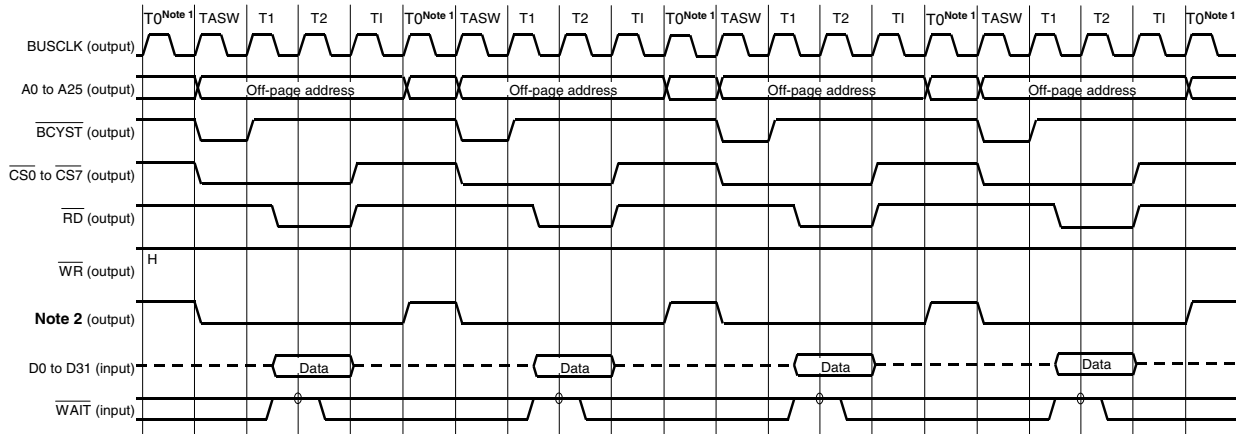 T0Note 1 TASW T1 T2 TI T0Note 1 TASW T1 T2 TI T0Note 1 TASW T1 T2 TI T0Note 1 TASW T1 T2 TI T0Note 1
BUSCLK (output)
A0 to A25 (output) Off-page address Off-page address Off-page address Off-page address
BCYST (output)
CS0 to CS7 (output)
RD (output)
H
WR (output)
Note 2 (output)
D0 to D31 (input) Data Data Data Data
WAIT (input)